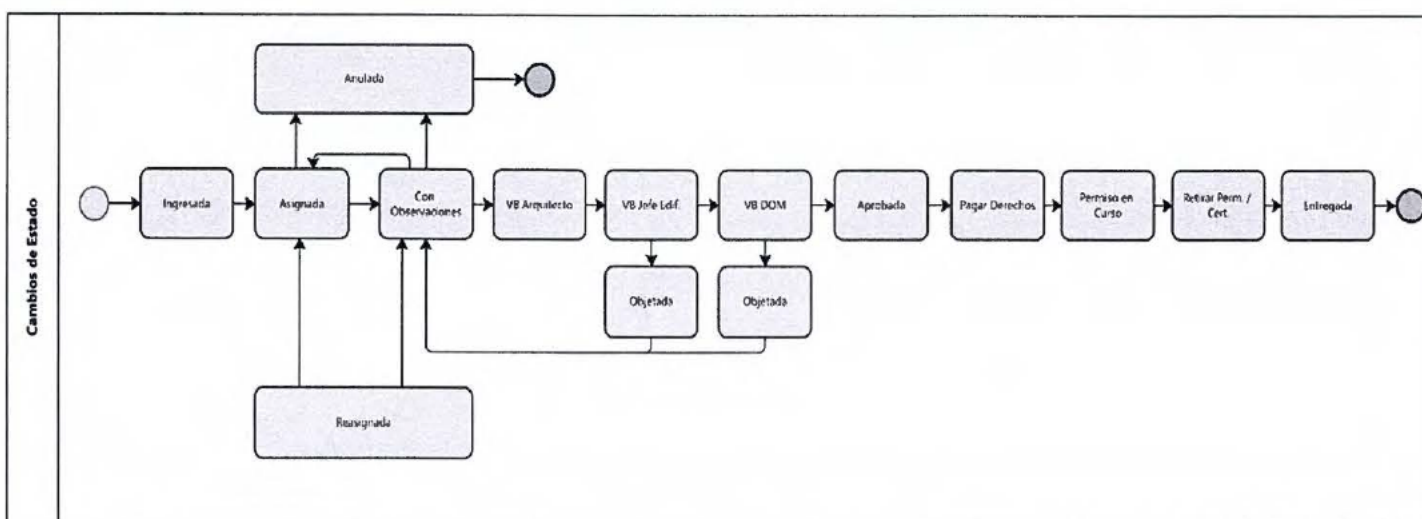 Cambios de Estado
Anulada
Ingresada
Asignada
Con
Observaciones
VB Arquitecto
VB Jefe Edif.
VB DOM
Aprobada
Pagar Derechos
Permiso en
Curso
Retirar Perm. /
Cert.
Entregada
Objetada
Objetada
Reasignada